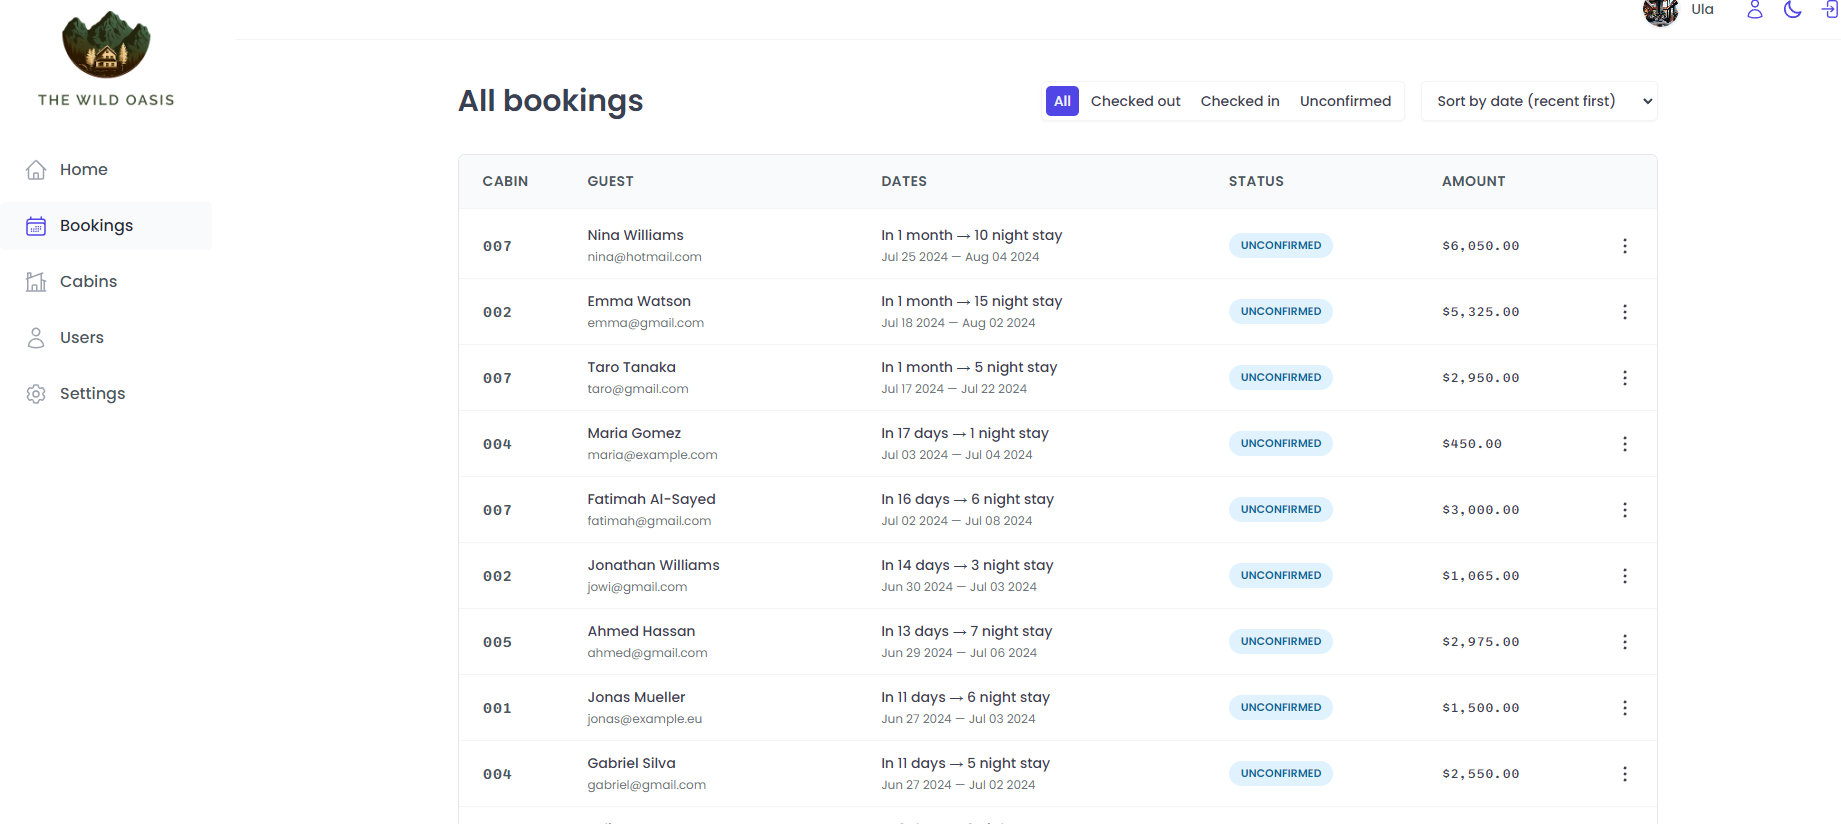 THE WILD OASIS
Ula
Home
Bookings
Cabins
Users
Settings
All bookings
All Checked out Checked in Unconfirmed
Sort by date (recent first)
CABIN GUEST DATES STATUS AMOUNT
007 Nina Williams In 1 month → 10 night stay UNCONFIRMED $6,050.00
nina@hotmail.com Jul 25 2024 — Aug 04 2024
002 Emma Watson In 1 month → 15 night stay UNCONFIRMED $5,325.00
emma@gmail.com Jul 18 2024 — Aug 02 2024
007 Taro Tanaka In 1 month → 5 night stay UNCONFIRMED $2,950.00
taro@gmail.com Jul 17 2024 — Jul 22 2024
004 Maria Gomez In 17 days → 1 night stay UNCONFIRMED $450.00
maria@example.com Jul 03 2024 — Jul 04 2024
007 Fatimah Al-Sayed In 16 days → 6 night stay UNCONFIRMED $3,000.00
fatimah@gmail.com Jul 02 2024 — Jul 08 2024
002 Jonathan Williams In 14 days → 3 night stay UNCONFIRMED $1,065.00
jowi@gmail.com Jun 30 2024 — Jul 03 2024
005 Ahmed Hassan In 13 days → 7 night stay UNCONFIRMED $2,975.00
ahmed@gmail.com Jun 29 2024 — Jul 06 2024
001 Jonas Mueller In 11 days → 6 night stay UNCONFIRMED $1,500.00
jonas@example.eu Jun 27 2024 — Jul 03 2024
004 Gabriel Silva In 11 days → 5 night stay UNCONFIRMED $2,550.00
gabriel@gmail.com Jun 27 2024 — Jul 02 2024